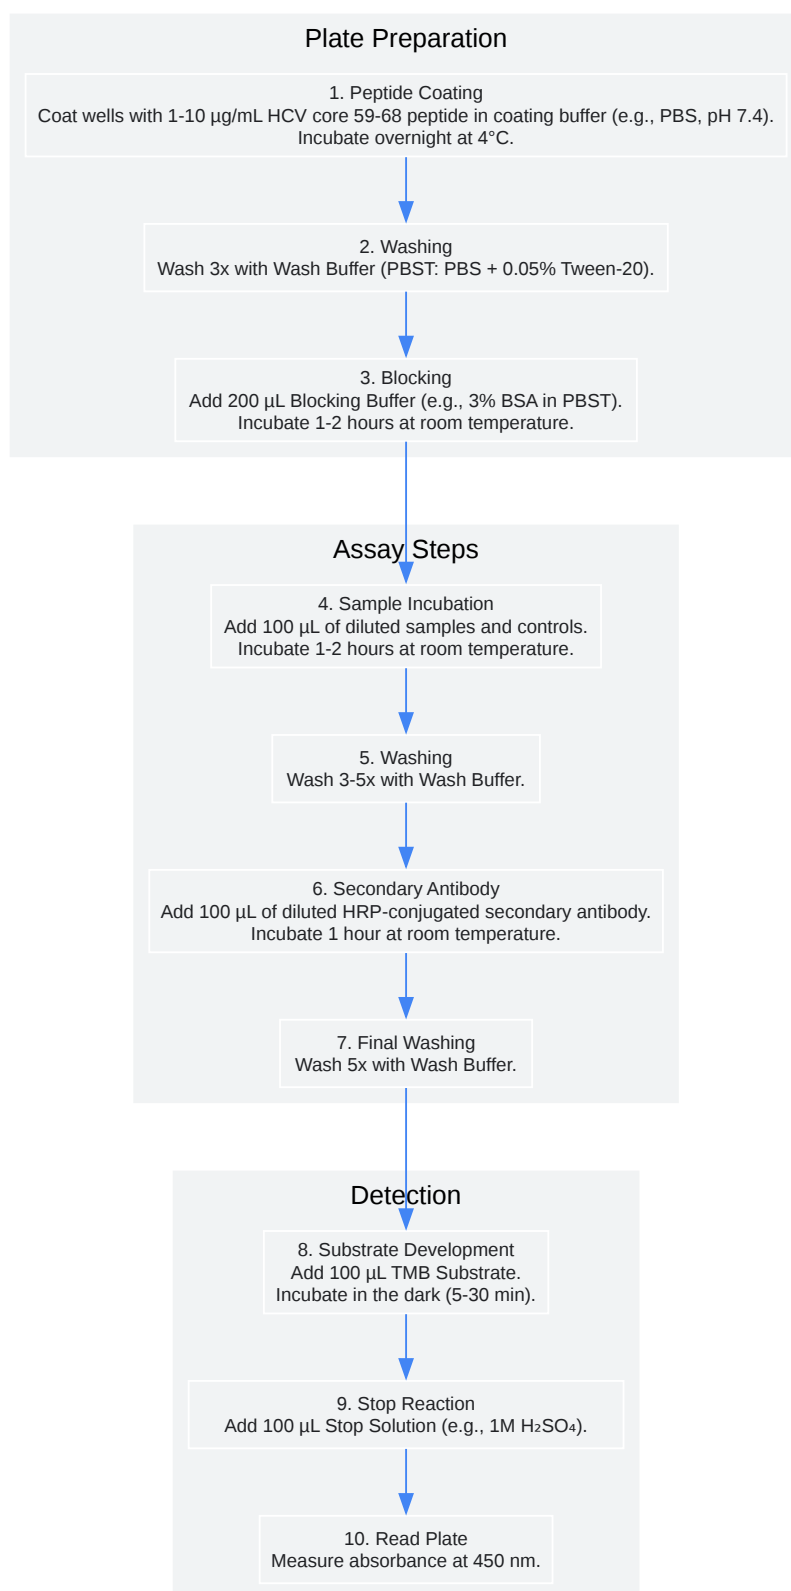 Plate Preparation
1. Peptide Coating
Coat wells with 1-10 µg/mL HCV core 59-68 peptide in coating buffer (e.g., PBS, pH 7.4).
Incubate overnight at 4°C.
2. Washing
Wash 3x with Wash Buffer (PBST: PBS + 0.05% Tween-20).
3. Blocking
Add 200 µL Blocking Buffer (e.g., 3% BSA in PBST).
Incubate 1-2 hours at room temperature.
Assay Steps
4. Sample Incubation
Add 100 µL of diluted samples and controls.
Incubate 1-2 hours at room temperature.
5. Washing
Wash 3-5x with Wash Buffer.
6. Secondary Antibody
Add 100 µL of diluted HRP-conjugated secondary antibody.
Incubate 1 hour at room temperature.
7. Final Washing
Wash 5x with Wash Buffer.
Detection
8. Substrate Development
Add 100 µL TMB Substrate.
Incubate in the dark (5-30 min).
9. Stop Reaction
Add 100 µL Stop Solution (e.g., 1M H₂SO₄).
10. Read Plate
Measure absorbance at 450 nm.